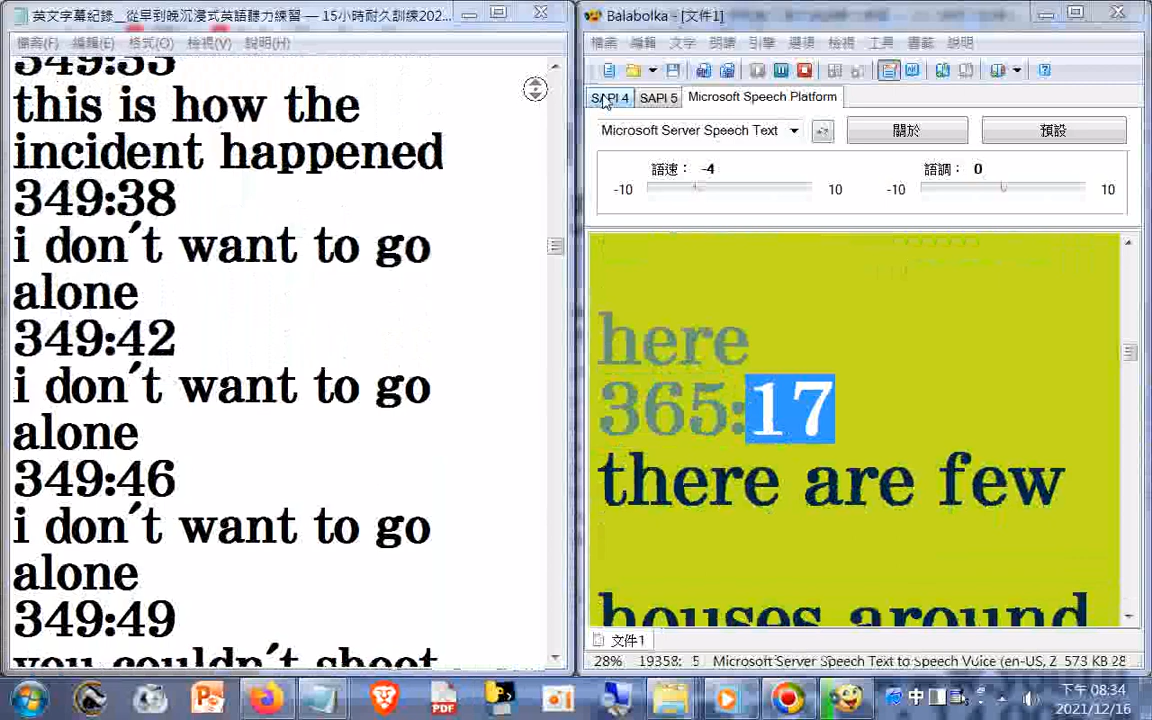 英文字幕紀錄__從早到晚沉浸式英語聽力練習 — 15小時耐久訓練202...
檔案(F) 編輯(E) 格式(O) 檢視(V) 說明(H)
349:35
this is how the
incident happened
349:38
i don't want to go
alone
349:42
i don't want to go
alone
349:46
i don't want to go
alone
349:49
you couldn't shoot
Balabolka - [文件1]
檔案 編輯 文字 朗讀 引擎 選項 檢視 工具 書籤 說明
SAPI 4 SAPI 5 Microsoft Speech Platform
Microsoft Server Speech Text 關於 預設
語速： -4 語調： 0
-10 10 -10 10
here
365:17
there are few
houses around
文件1
28% 19358: 5 Microsoft Server Speech Text to Speech Voice (en-US, Z 573 KB 28
PDF 中 下午 08:34
2021/12/16